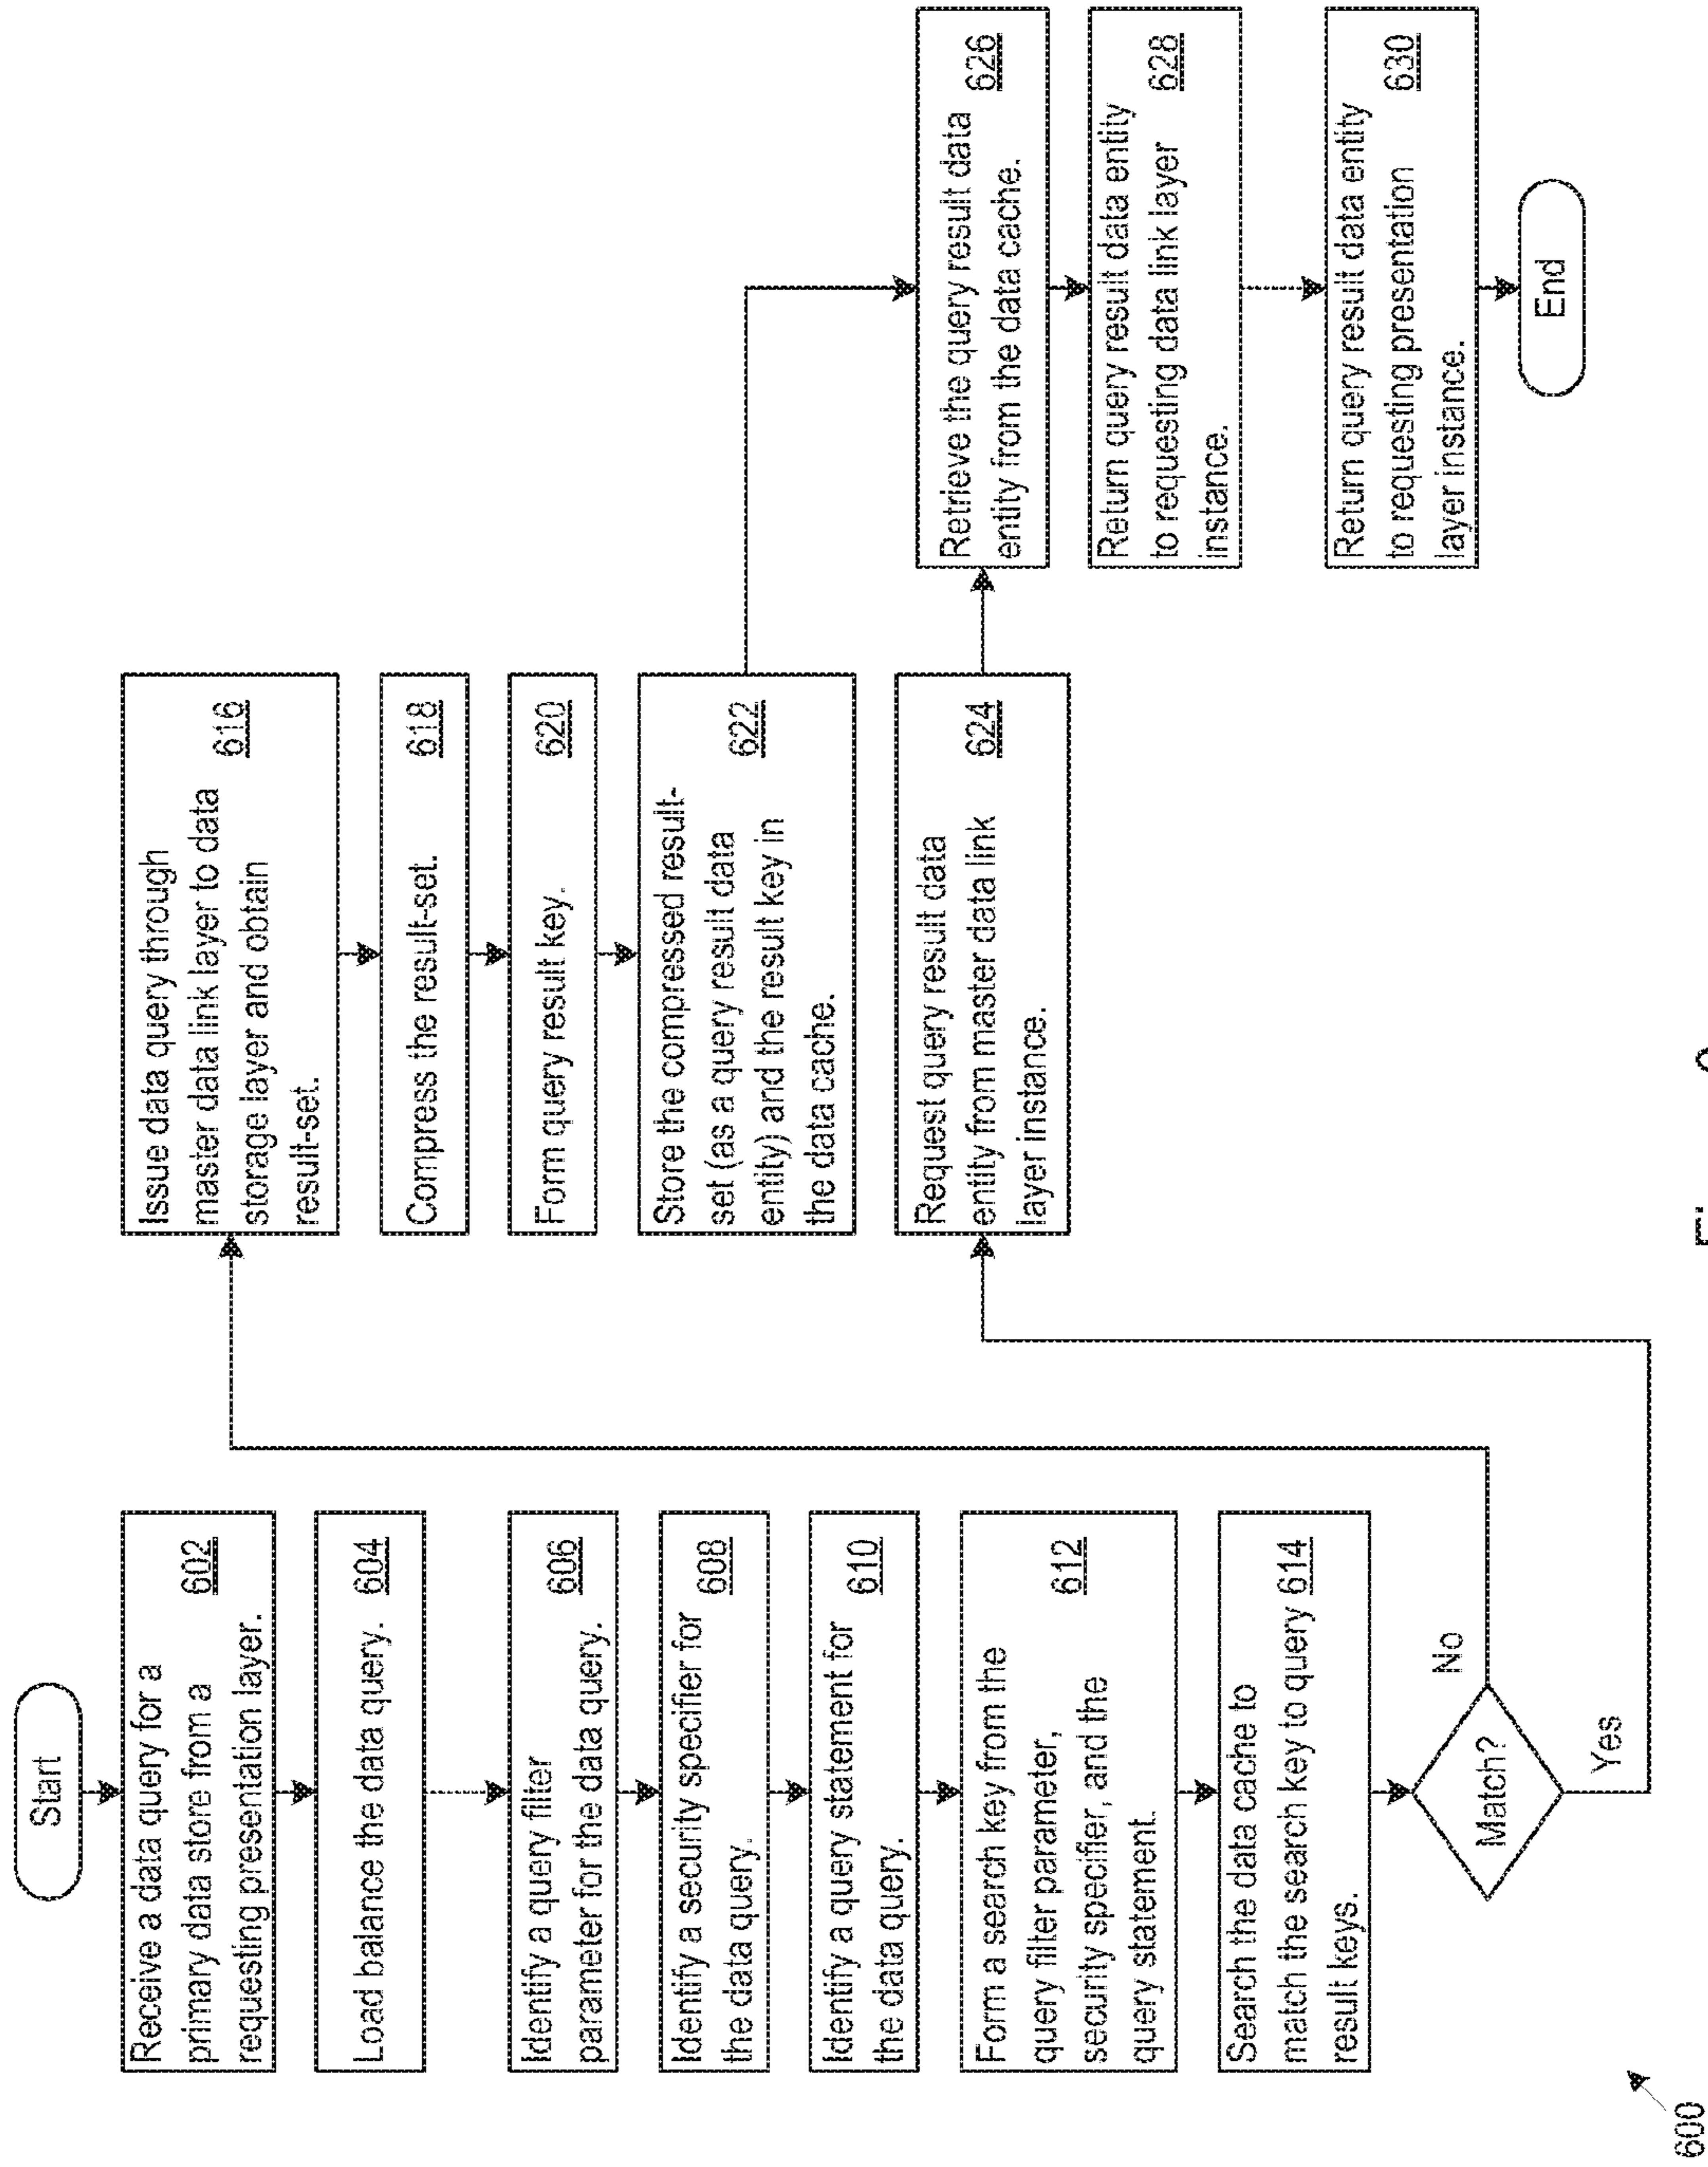 Start
Receive a data query for a
primary data store from a 602
requesting presentation layer.
Load balance the data query. 604
Identify a query filter 606
parameter for the data query.
Identify a security specifier for
the data query. 608
Identify a query statement for
the data query. 610
Form a search key from the
query filter parameter, 612
security specifier, and the
query statement.
Search the data cache to
match the search key to query 614
result keys.
Match?
No
Yes
Issue data query through
master data link layer to data 616
storage layer and obtain
result-set.
Compress the result-set. 618
Form query result key. 620
Store the compressed result-
set (as a query result data 622
entity) and the result key in
the data cache.
Request query result data
entity from master data link 624
layer instance.
Retrieve the query result data
entity from the data cache. 626
Return query result data entity
to requesting data link layer 628
instance.
Return query result data entity
to requesting presentation 630
layer instance.
End
600